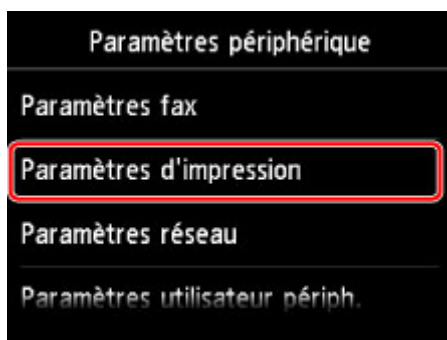 Paramètres périphérique
Paramètres fax
Paramètres d'impression
Paramètres réseau
Paramètres utilisateur périph.